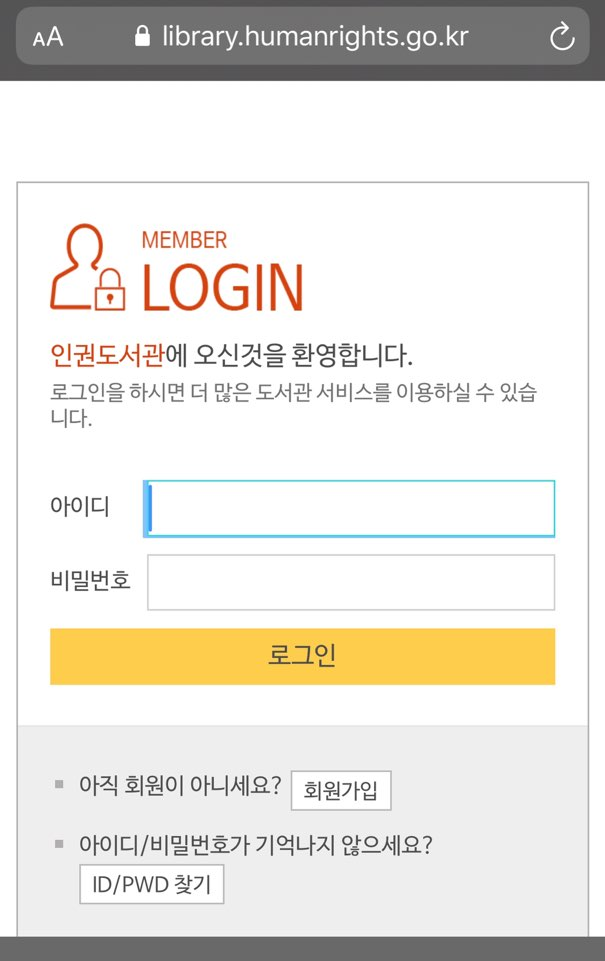 AA library.humanrights.go.kr
MEMBER
LOGIN
인권도서관에 오신것을 환영합니다.
로그인을 하시면 더 많은 도서관 서비스를 이용하실 수 있습
니다.
아이디
비밀번호
로그인
아직 회원이 아니세요? 회원가입
아이디/비밀번호가 기억나지 않으세요?
ID/PWD 찾기